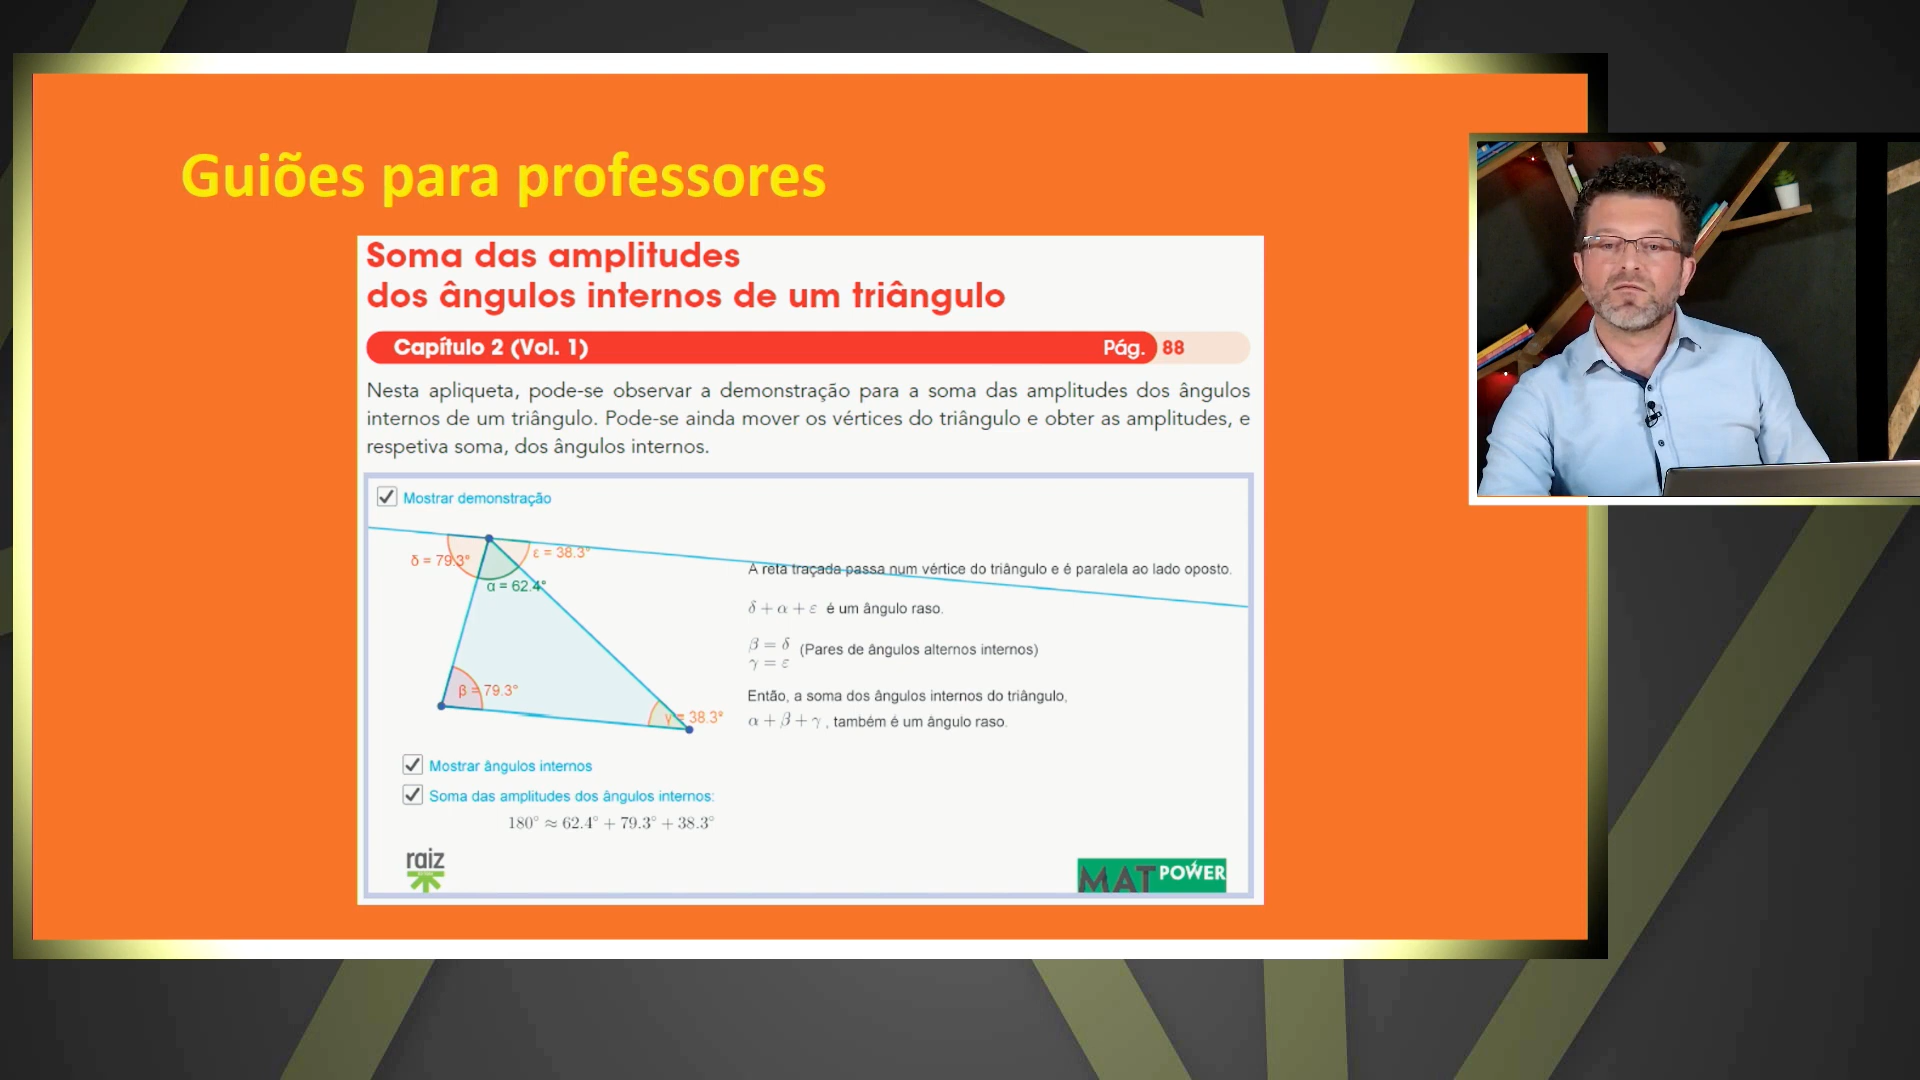 Guiões para professores
Soma das amplitudes
dos ângulos internos de um triângulo
Capítulo 2 (Vol. 1) Pág. 88
Nesta apliqueta, pode-se observar a demonstração para a soma das amplitudes dos ângulos
internos de um triângulo. Pode-se ainda mover os vértices do triângulo e obter as amplitudes, e
respetiva soma, dos ângulos internos.
Mostrar demonstração
δ = 79.3°
ε = 38.3°
α = 62.4°
A reta traçada passa num vértice do triângulo e é paralela ao lado oposto.
δ + α + ε é um ângulo raso.
β = δ
γ = ε
(Pares de ângulos alternos internos)
β = 79.3°
γ = 38.3°
Então, a soma dos ângulos internos do triângulo,
α + β + γ , também é um ângulo raso.
Mostrar ângulos internos
Soma das amplitudes dos ângulos internos:
180° ≈ 62.4° + 79.3° + 38.3°
raiz
MAT POWER